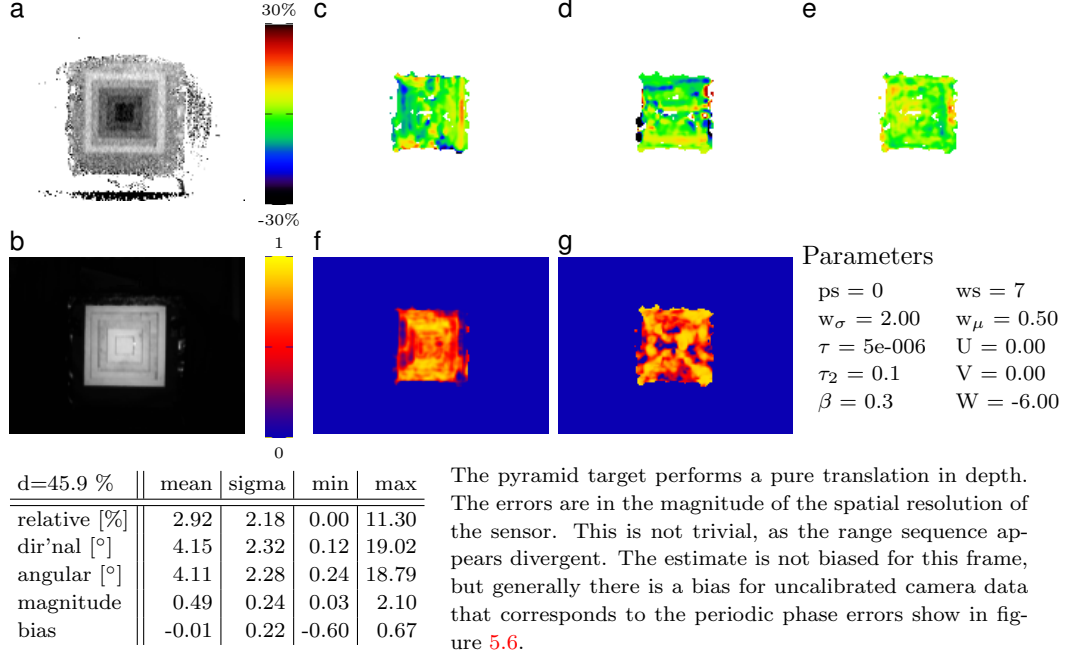 a
30%
c
d
e
-30%
b
1
f
g
0
Parameters
ps = 0 ws = 7
wσ = 2.00 wμ = 0.50
τ = 5e-006 U = 0.00
τ2 = 0.1 V = 0.00
β = 0.3 W = -6.00
d=45.9 % mean sigma min max
relative [%] 2.92 2.18 0.00 11.30
dir'nal [°] 4.15 2.32 0.12 19.02
angular [°] 4.11 2.28 0.24 18.79
magnitude 0.49 0.24 0.03 2.10
bias -0.01 0.22 -0.60 0.67
The pyramid target performs a pure translation in depth.
The errors are in the magnitude of the spatial resolution of
the sensor. This is not trivial, as the range sequence ap-
pears divergent. The estimate is not biased for this frame,
but generally there is a bias for uncalibrated camera data
that corresponds to the periodic phase errors show in fig-
ure 5.6.